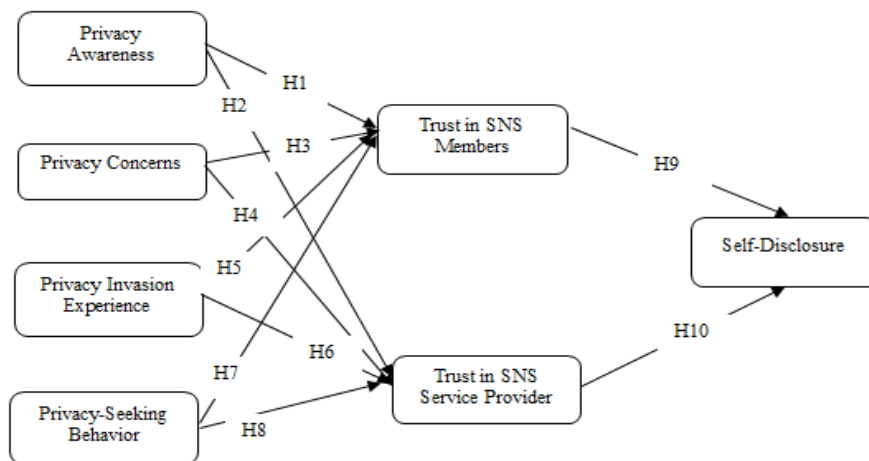 Privacy
Awareness
H1
H2
Trust in SNS
Members
H3
Privacy Concerns
H9
H4
Self-Disclosure
H5
Privacy Invasion
Experience
H10
H6
H7
Trust in SNS
Service Provider
Privacy-Seeking
Behavior
H8